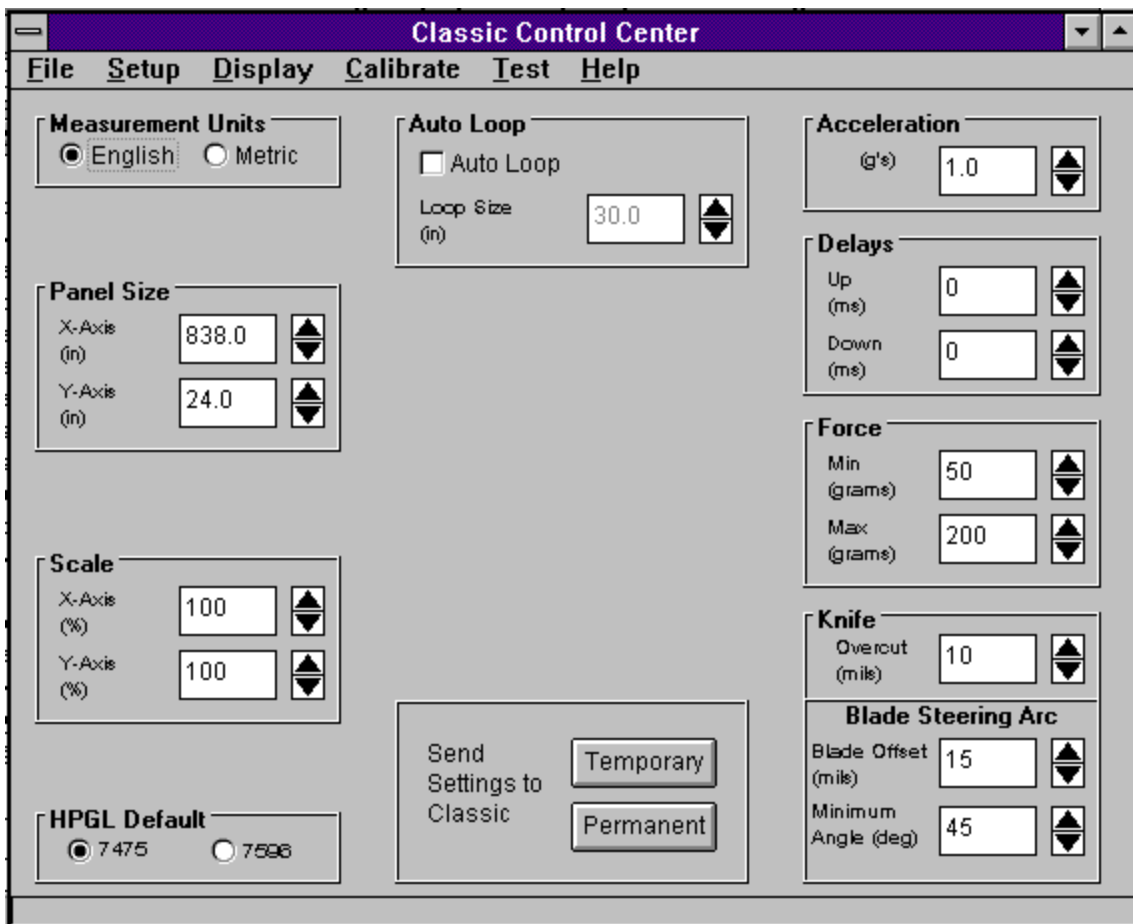 Classic Control Center
File Setup Display Calibrate Test Help
Measurement Units
English Metric
Panel Size
X-Axis
(in)
838.0
Y-Axis
(in)
24.0
Scale
X-Axis
(%)
100
Y-Axis
(%)
100
HPGL Default
7475 7596
Auto Loop
Auto Loop
Loop Size
(in)
30.0
Send
Settings to
Classic
Temporary
Permanent
Acceleration
(g's)
1.0
Delays
Up
(ms)
0
Down
(ms)
0
Force
Min
(grams)
50
Max
(grams)
200
Knife
Overcut
(mils)
10
Blade Steering Arc
Blade Offset
(mils)
15
Minimum
Angle (deg)
45